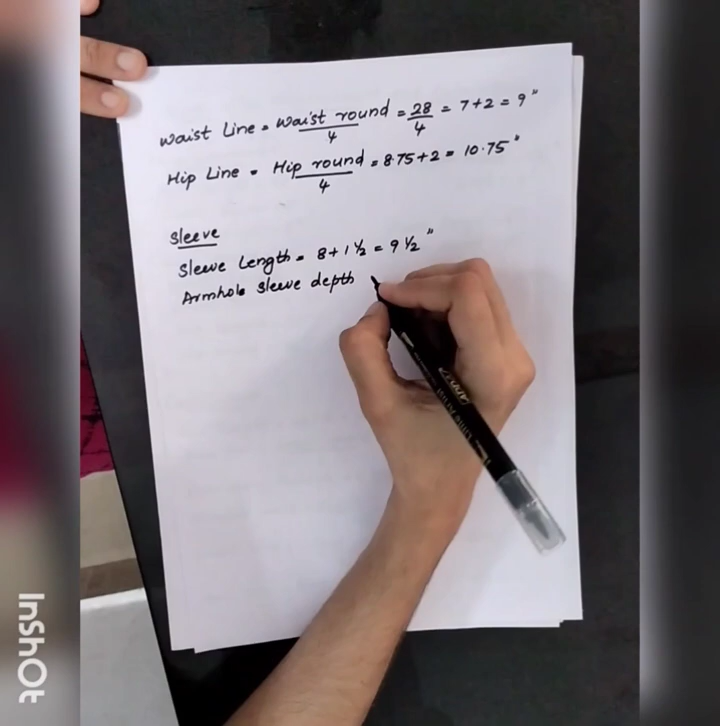 Waist Line = Waist round/4 = 28/4 = 7+2 = 9"
Hip Line = Hip round/4 = 8.75+2 = 10.75"
Sleeve
Sleeve Length = 8+1½ = 9½"
Armhole Sleeve depth
InShOt